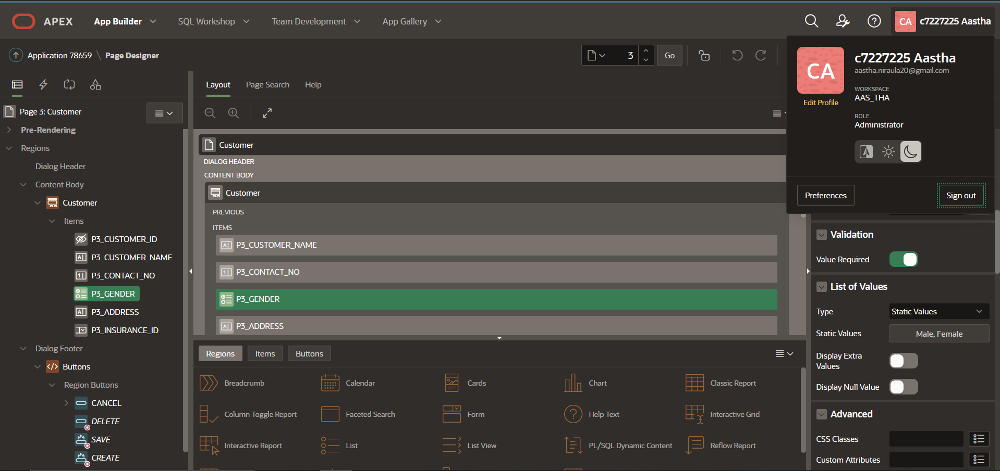 APEX
App Builder
SQL Workshop
Team Development
App Gallery
CA
c7227225 Aastha
Application 78659 \ Page Designer
3
Go
CA
c7227225 Aastha
aastha.niraula20@gmail.com
WORKSPACE
AAS_THA
Edit Profile
ROLE
Administrator
A
Preferences
Sign out
Layout
Page Search
Help
Page 3: Customer
Pre-Rendering
Regions
Dialog Header
Content Body
Customer
Items
P3_CUSTOMER_ID
P3_CUSTOMER_NAME
P3_CONTACT_NO
P3_GENDER
P3_ADDRESS
P3_INSURANCE_ID
Dialog Footer
Buttons
Region Buttons
CANCEL
DELETE
SAVE
CREATE
Customer
DIALOG HEADER
CONTENT BODY
Customer
PREVIOUS
ITEMS
P3_CUSTOMER_NAME
P3_CONTACT_NO
P3_GENDER
P3_ADDRESS
Regions
Items
Buttons
Breadcrumb
Calendar
Cards
Chart
Classic Report
Column Toggle Report
Faceted Search
Form
Help Text
Interactive Grid
Interactive Report
List
List View
PL/SQL Dynamic Content
Reflow Report
Validation
Value Required
List of Values
Type
Static Values
Static Values
Male, Female
Display Extra
Values
Display Null Value
Advanced
CSS Classes
Custom Attributes